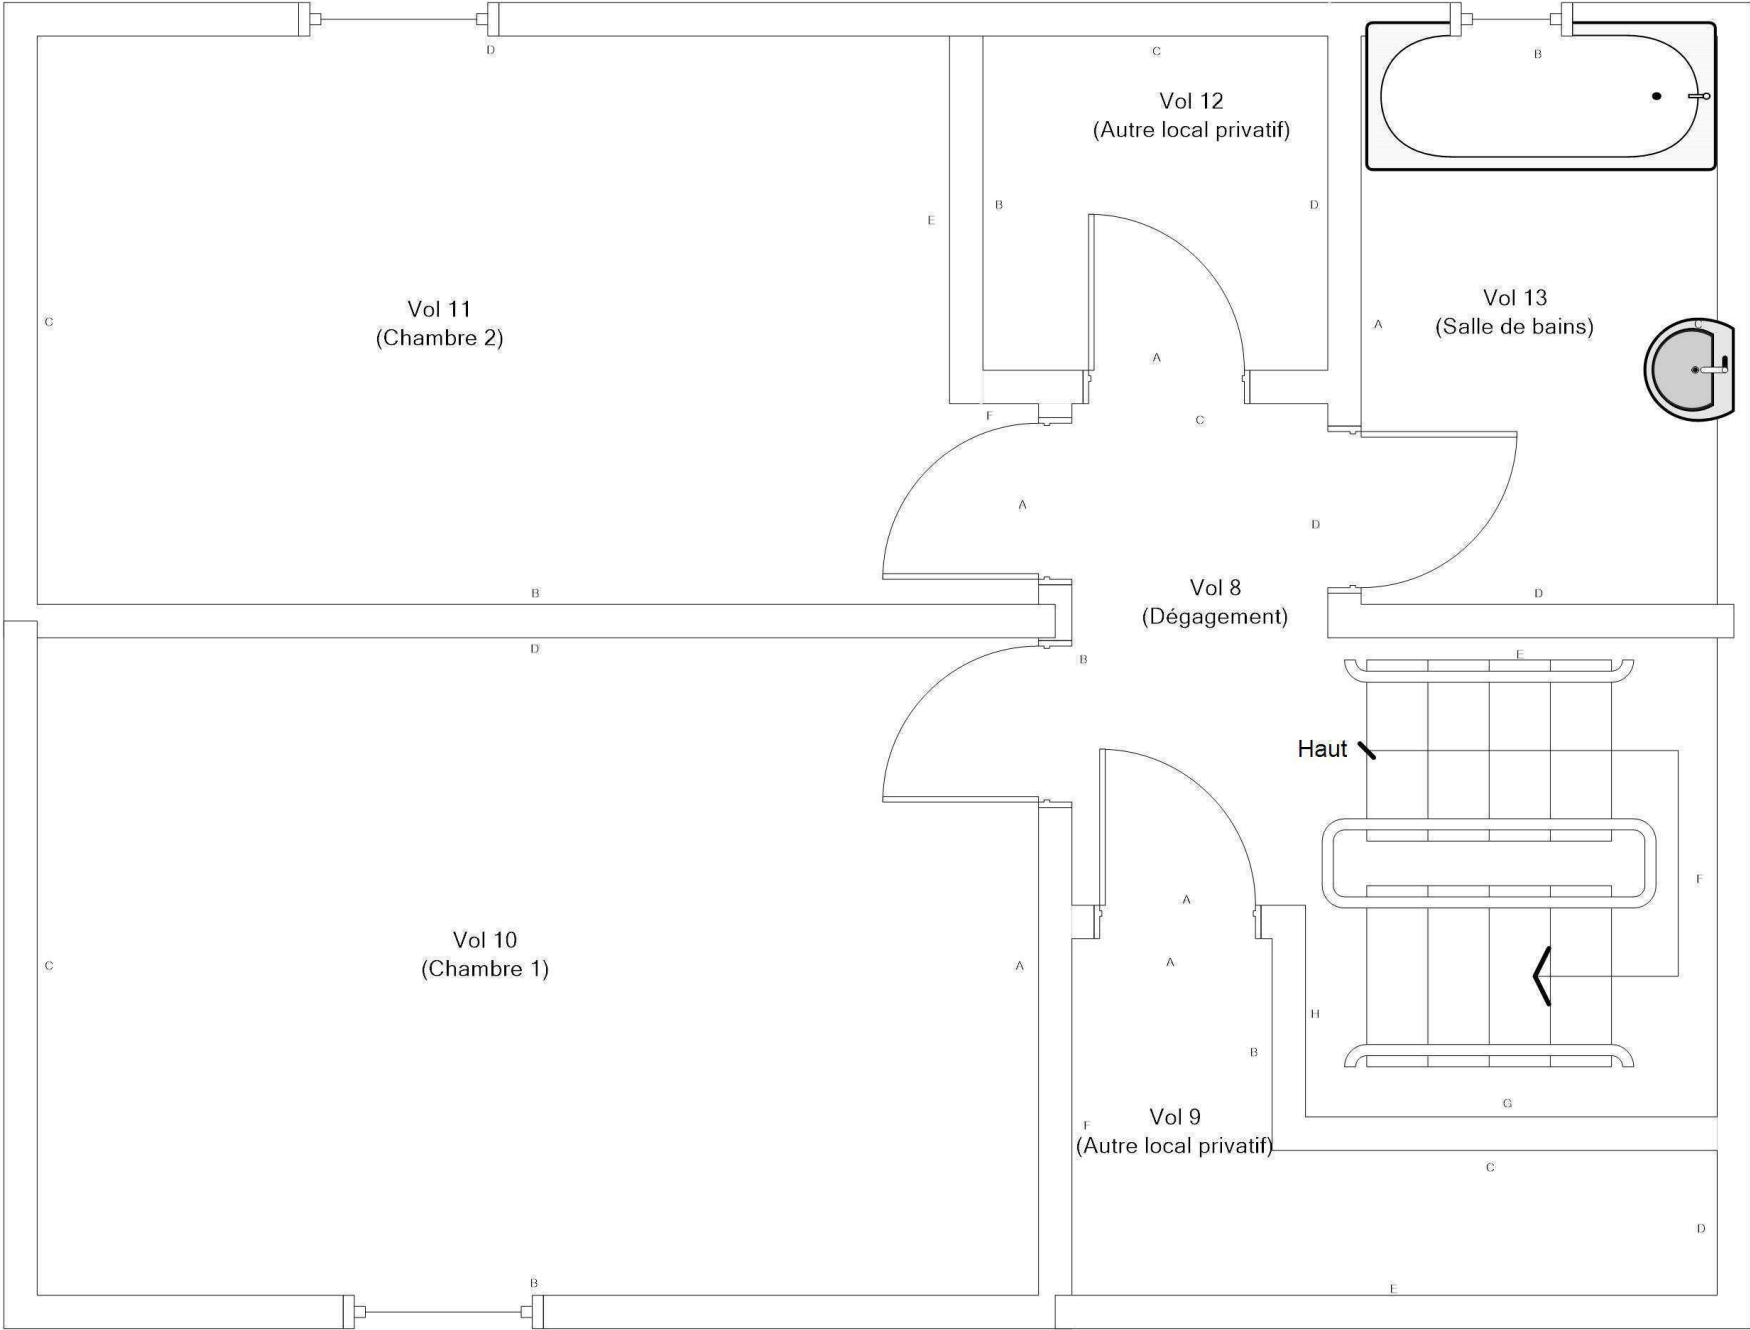 D
C
B
Vol 12
(Autre local privatif)
B
D
E
Vol 11
(Chambre 2)
C
Vol 13
(Salle de bains)
A
C
A
F
C
A
D
Vol 8
(Dégagement)
B
D
D
B
E
Haut
F
A
Vol 10
(Chambre 1)
C
A
A
H
B
G
Vol 9
(Autre local privatif)
F
C
D
B
E